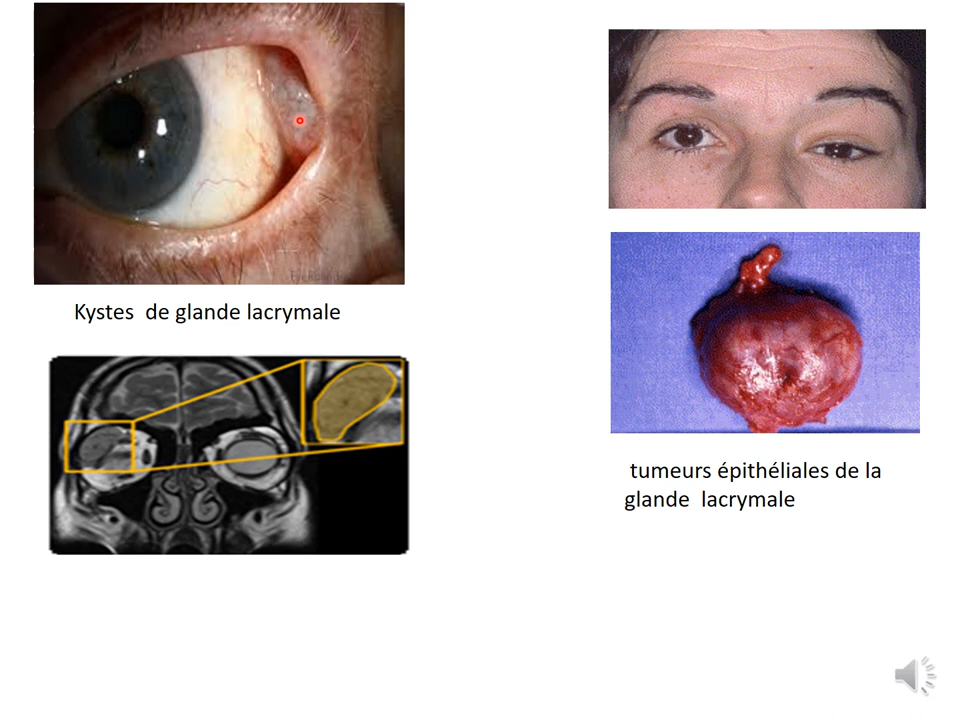 Kystes de glande lacrymale
tumeurs épithéliales de la
glande lacrymale